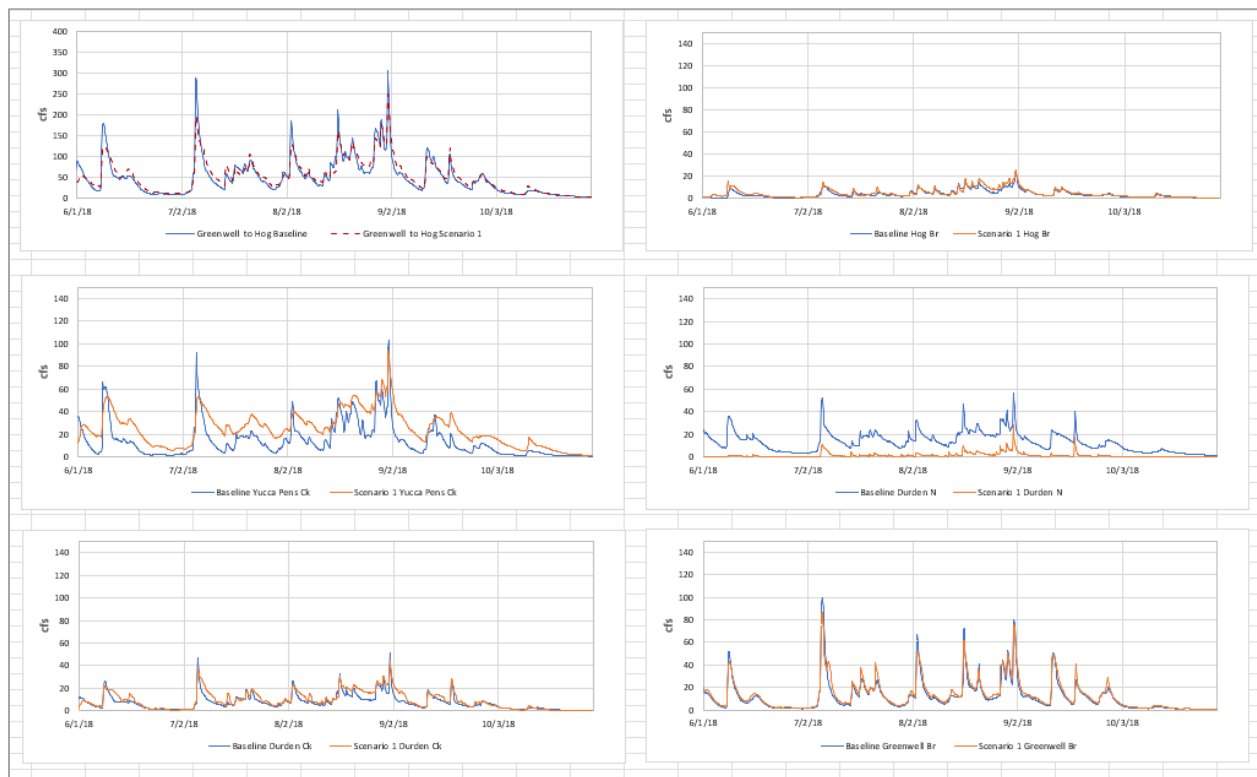 400
350
300
250
200
150
100
50
0
cfs
6/1/18 7/2/18 8/2/18 9/2/18 10/3/18
Greenwell to Hog Baseline Greenwell to Hog Scenario 1
140
120
100
80
60
40
20
0
cfs
6/1/18 7/2/18 8/2/18 9/2/18 10/3/18
Baseline Hog Br Scenario 1 Hog Br
140
120
100
80
60
40
20
0
cfs
6/1/18 7/2/18 8/2/18 9/2/18 10/3/18
Baseline Yucca Pens Ck Scenario 1 Yucca Pens Ck
140
120
100
80
60
40
20
0
cfs
6/1/18 7/2/18 8/2/18 9/2/18 10/3/18
Baseline Durden N Scenario 1 Durden N
140
120
100
80
60
40
20
0
cfs
6/1/18 7/2/18 8/2/18 9/2/18 10/3/18
Baseline Durden Ck Scenario 1 Durden Ck
140
120
100
80
60
40
20
0
cfs
6/1/18 7/2/18 8/2/18 9/2/18 10/3/18
Baseline Greenwell Br Scenario 1 Greenwell Br